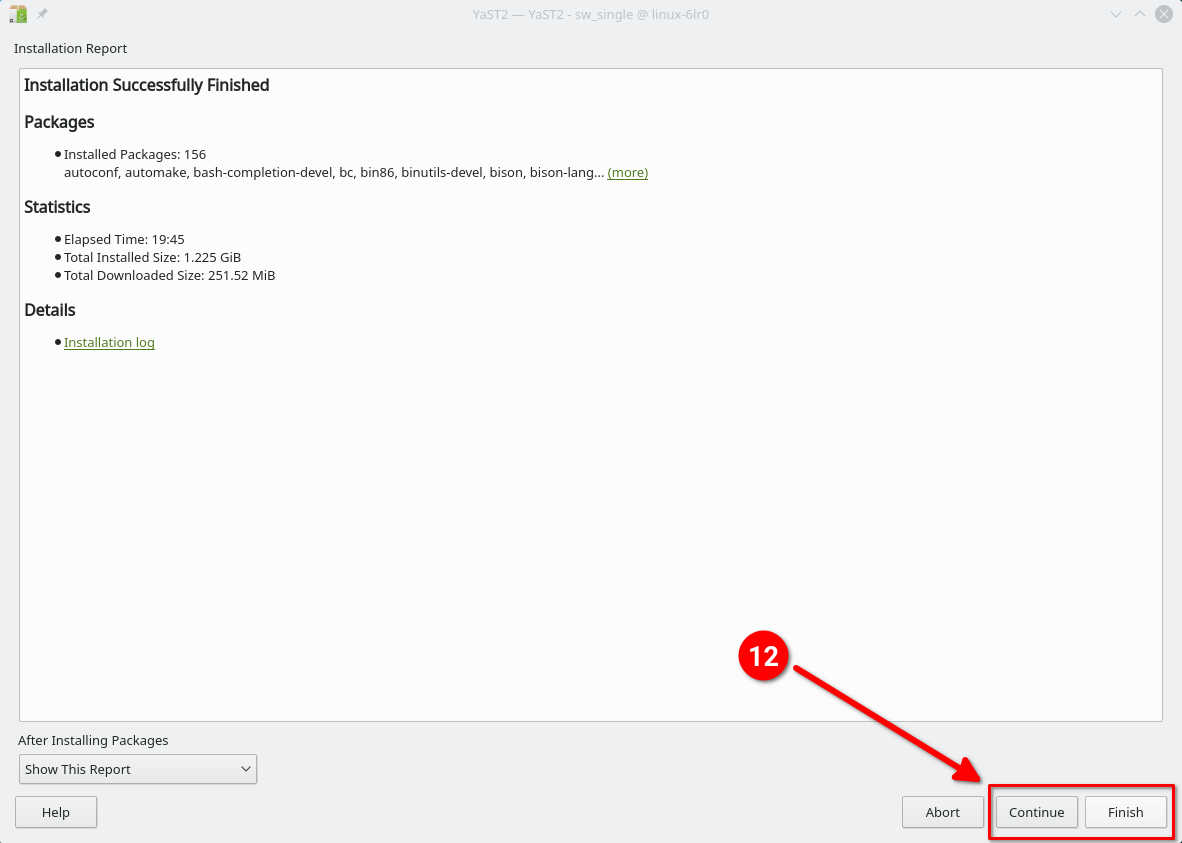 YaST2 — YaST2 - sw_single @ linux-6lr0
Installation Report
Installation Successfully Finished
Packages
Installed Packages: 156
autoconf, automake, bash-completion-devel, bc, bin86, binutils-devel, bison, bison-lang... (more)
Statistics
Elapsed Time: 19:45
Total Installed Size: 1.225 GiB
Total Downloaded Size: 251.52 MiB
Details
Installation log
12
After Installing Packages
Show This Report
Help Abort Continue Finish